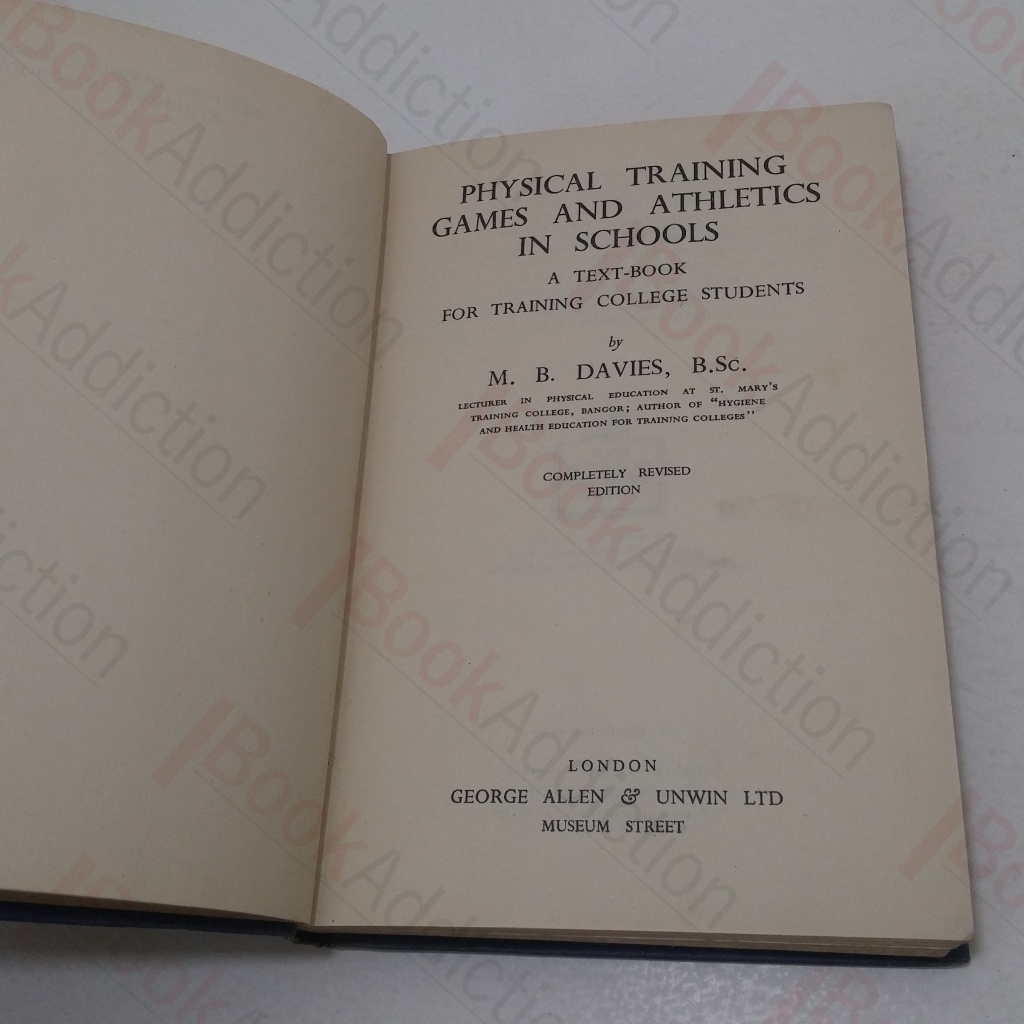 PHYSICAL TRAINING
GAMES AND ATHLETICS
IN SCHOOLS
A TEXT-BOOK
FOR TRAINING COLLEGE STUDENTS
by
M. B. DAVIES, B.Sc.
LECTURER IN PHYSICAL EDUCATION AT ST. MARY'S
TRAINING COLLEGE, BANGOR; AUTHOR OF "HYGIENE
AND HEALTH EDUCATION FOR TRAINING COLLEGES"
COMPLETELY REVISED
EDITION
LONDON
GEORGE ALLEN & UNWIN LTD
MUSEUM STREET
BookAddiction